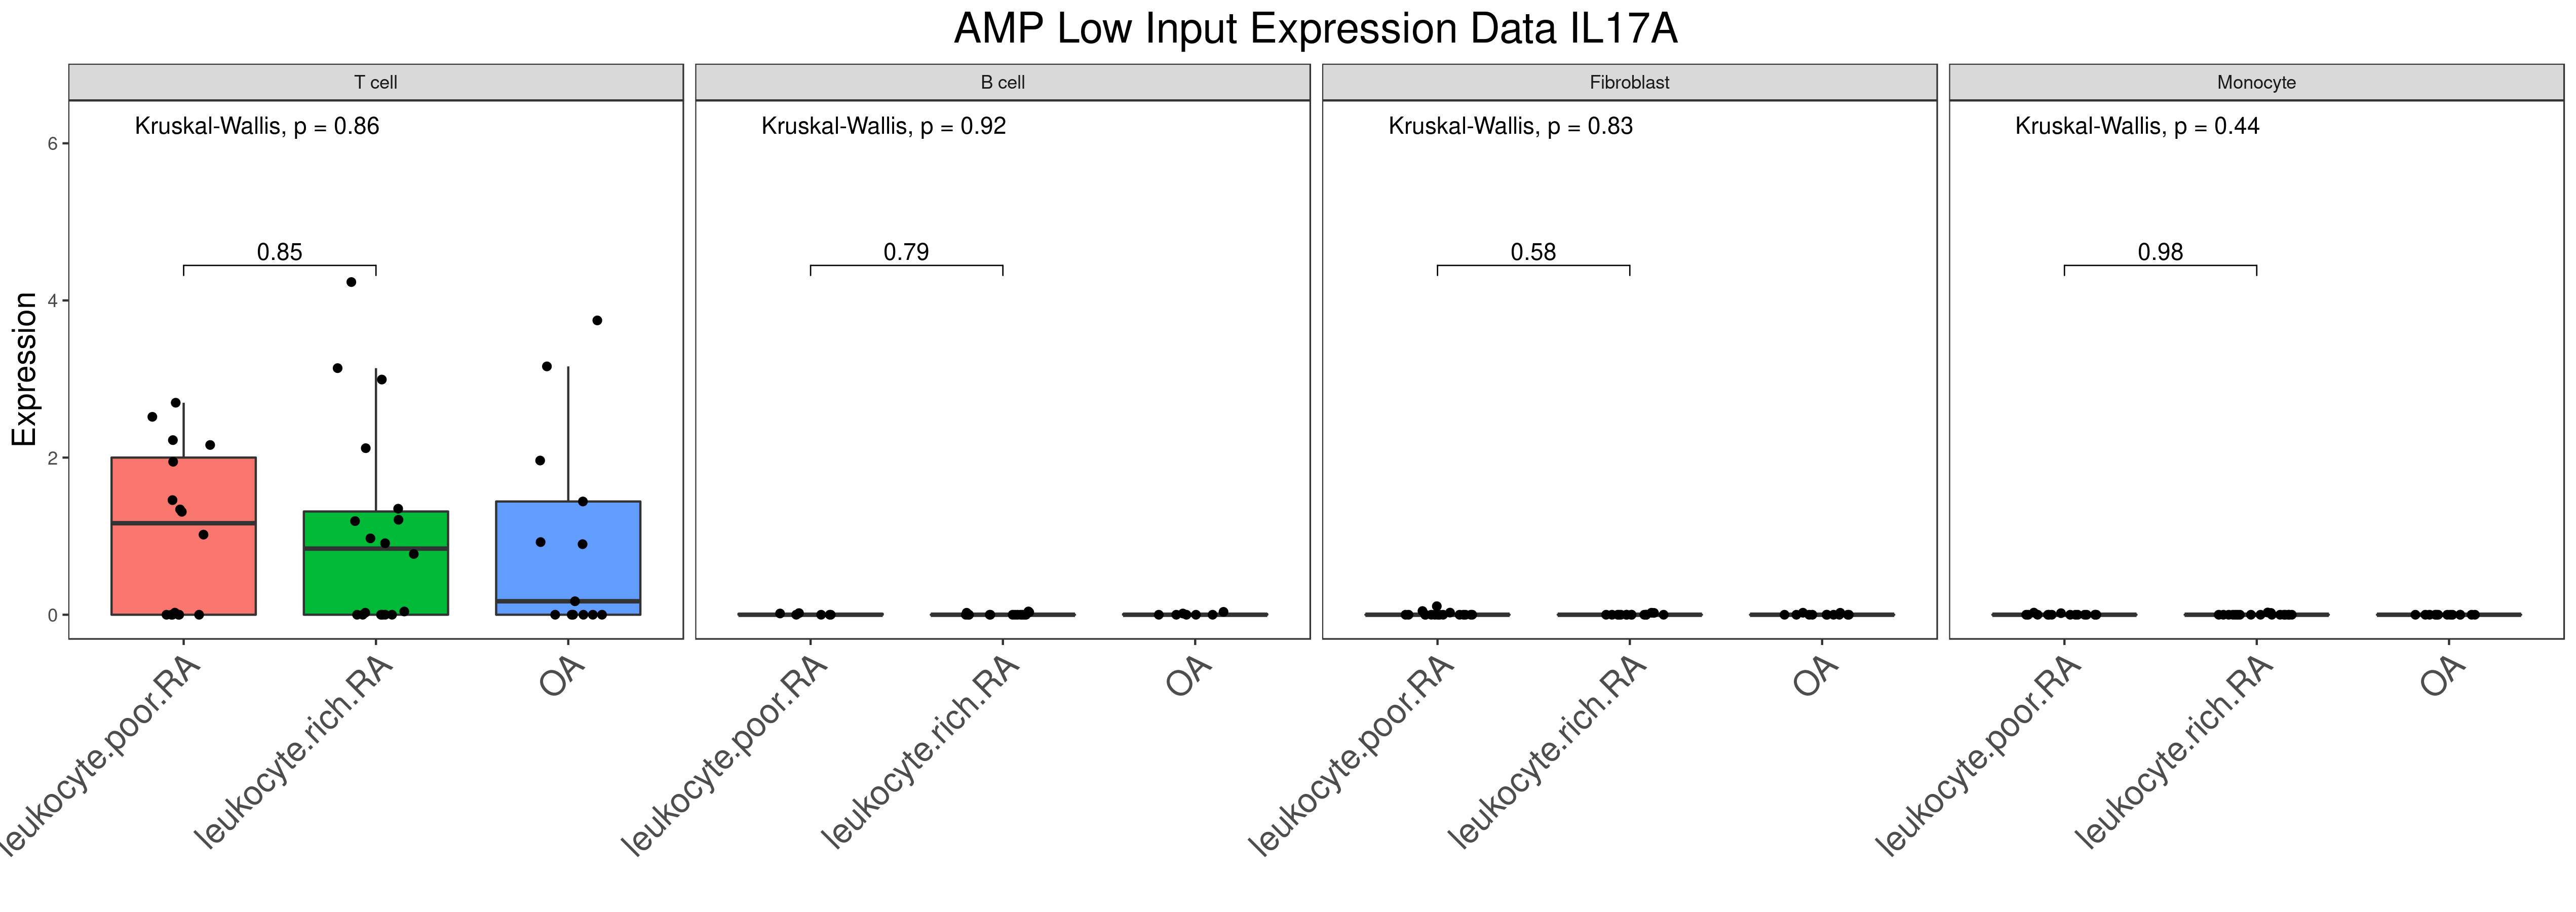 AMP Low Input Expression Data IL17A
T cell
B cell
Fibroblast
Monocyte
Kruskal-Wallis, p = 0.86
Kruskal-Wallis, p = 0.92
Kruskal-Wallis, p = 0.83
Kruskal-Wallis, p = 0.44
0.85
0.79
0.58
0.98
Expression
6
4
2
0
leukocyte.poor.RA
leukocyte.rich.RA
OA
leukocyte.poor.RA
leukocyte.rich.RA
OA
leukocyte.poor.RA
leukocyte.rich.RA
OA
leukocyte.poor.RA
leukocyte.rich.RA
OA